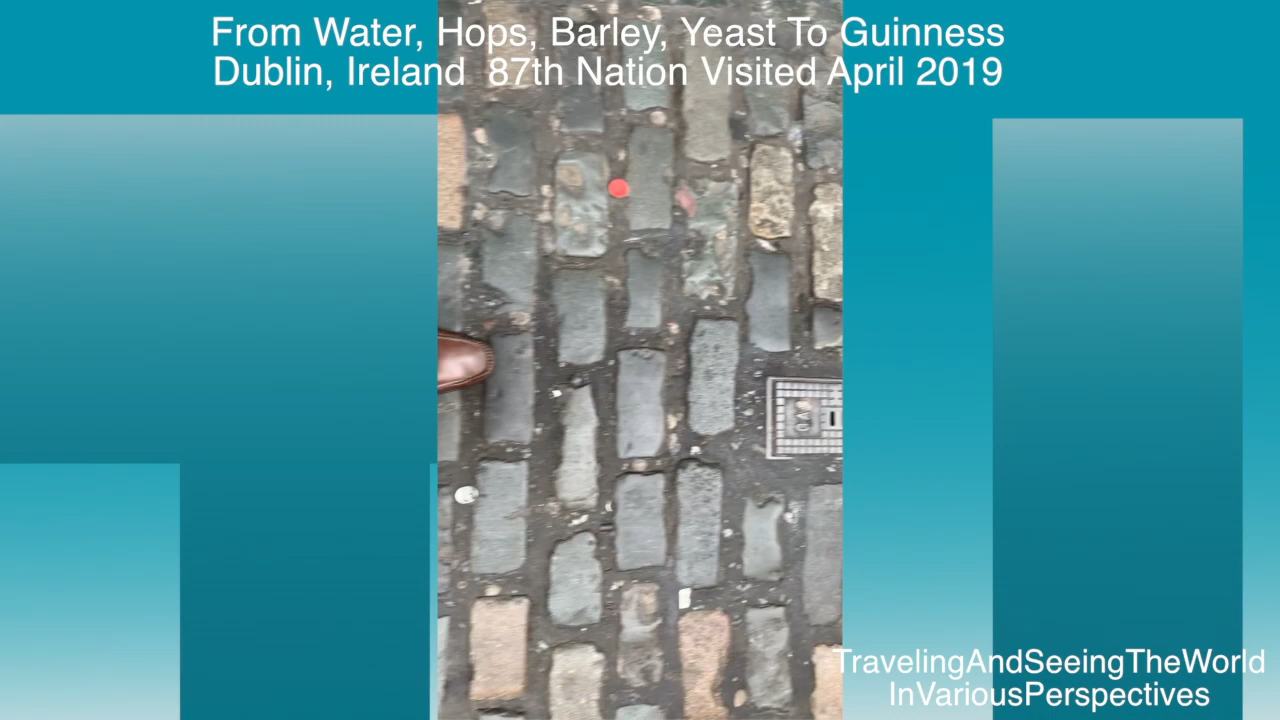 From Water, Hops, Barley, Yeast To Guinness
Dublin, Ireland  87th Nation Visited April 2019
TravelingAndSeeingTheWorld
InVariousPerspectives